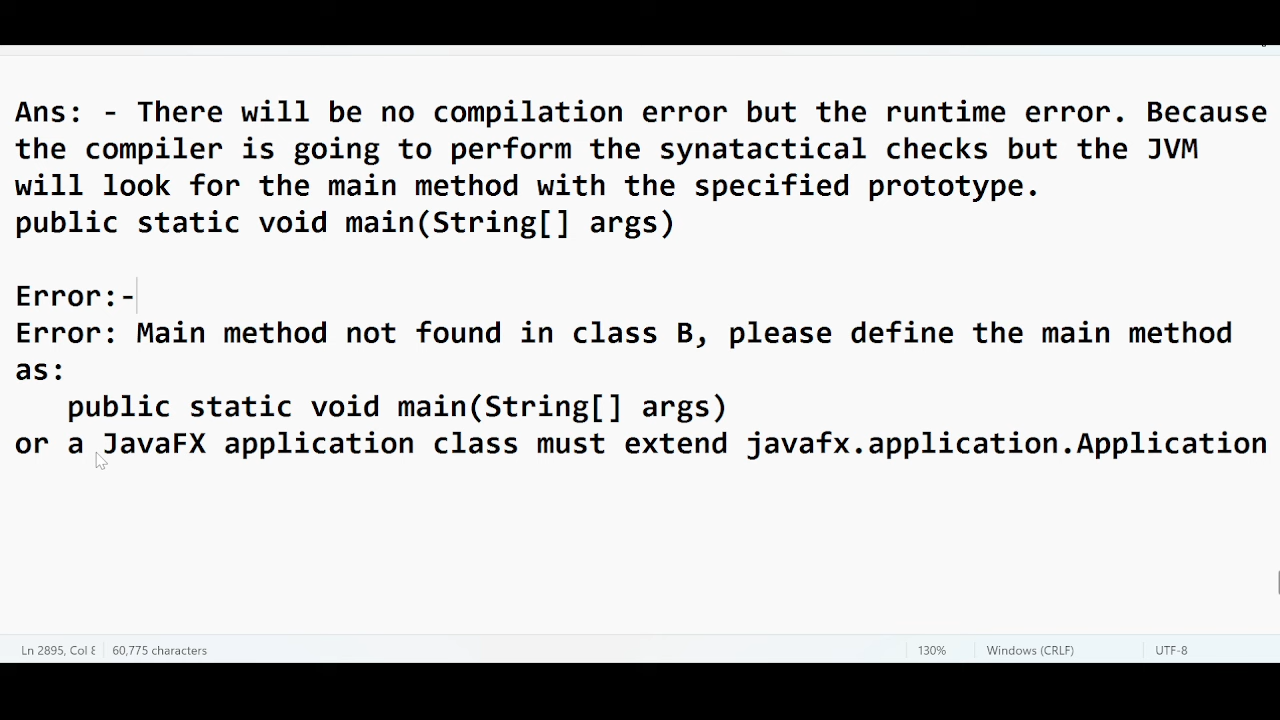 Ans: - There will be no compilation error but the runtime error. Because
the compiler is going to perform the synatactical checks but the JVM
will look for the main method with the specified prototype.
public static void main(String[] args)
Error:-
Error: Main method not found in class B, please define the main method
as:
public static void main(String[] args)
or a JavaFX application class must extend javafx.application.Application
Ln 2895, Col 8 60,775 characters 130% Windows (CRLF) UTF-8